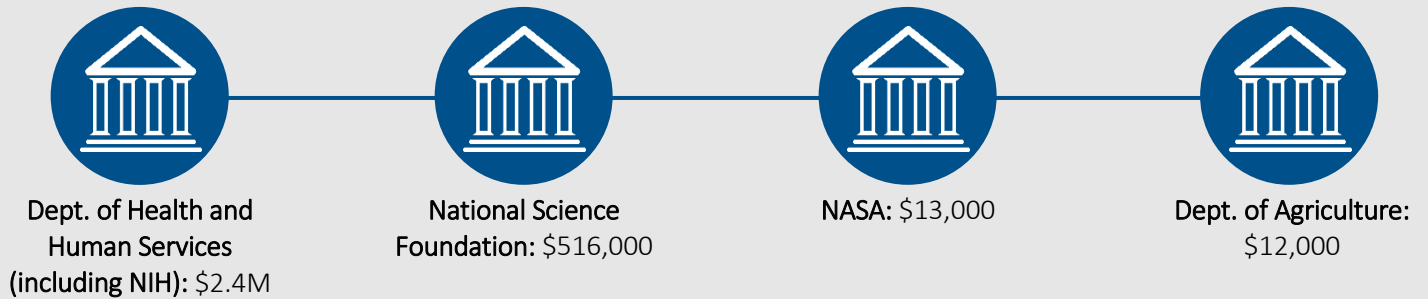 Dept. of Health and
Human Services
(including NIH): $2.4M
National Science
Foundation: $516,000
NASA: $13,000
Dept. of Agriculture:
$12,000